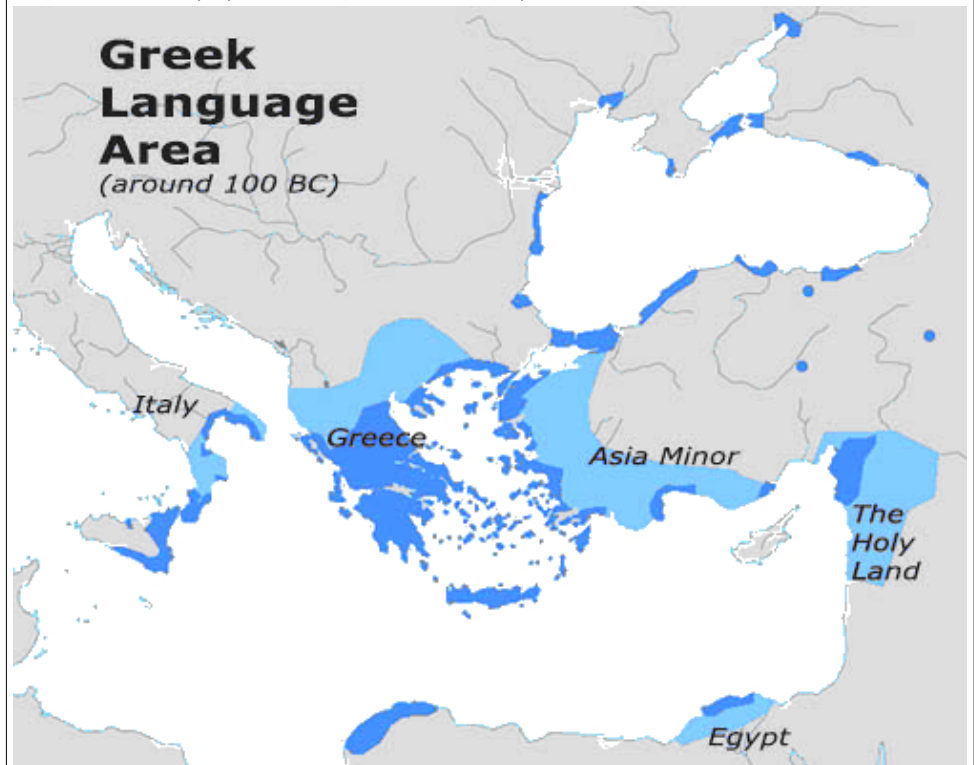 Greek
Language
Area
(around 100 BC)
Italy
Greece
Asia Minor
The
Holy
Land
Egypt